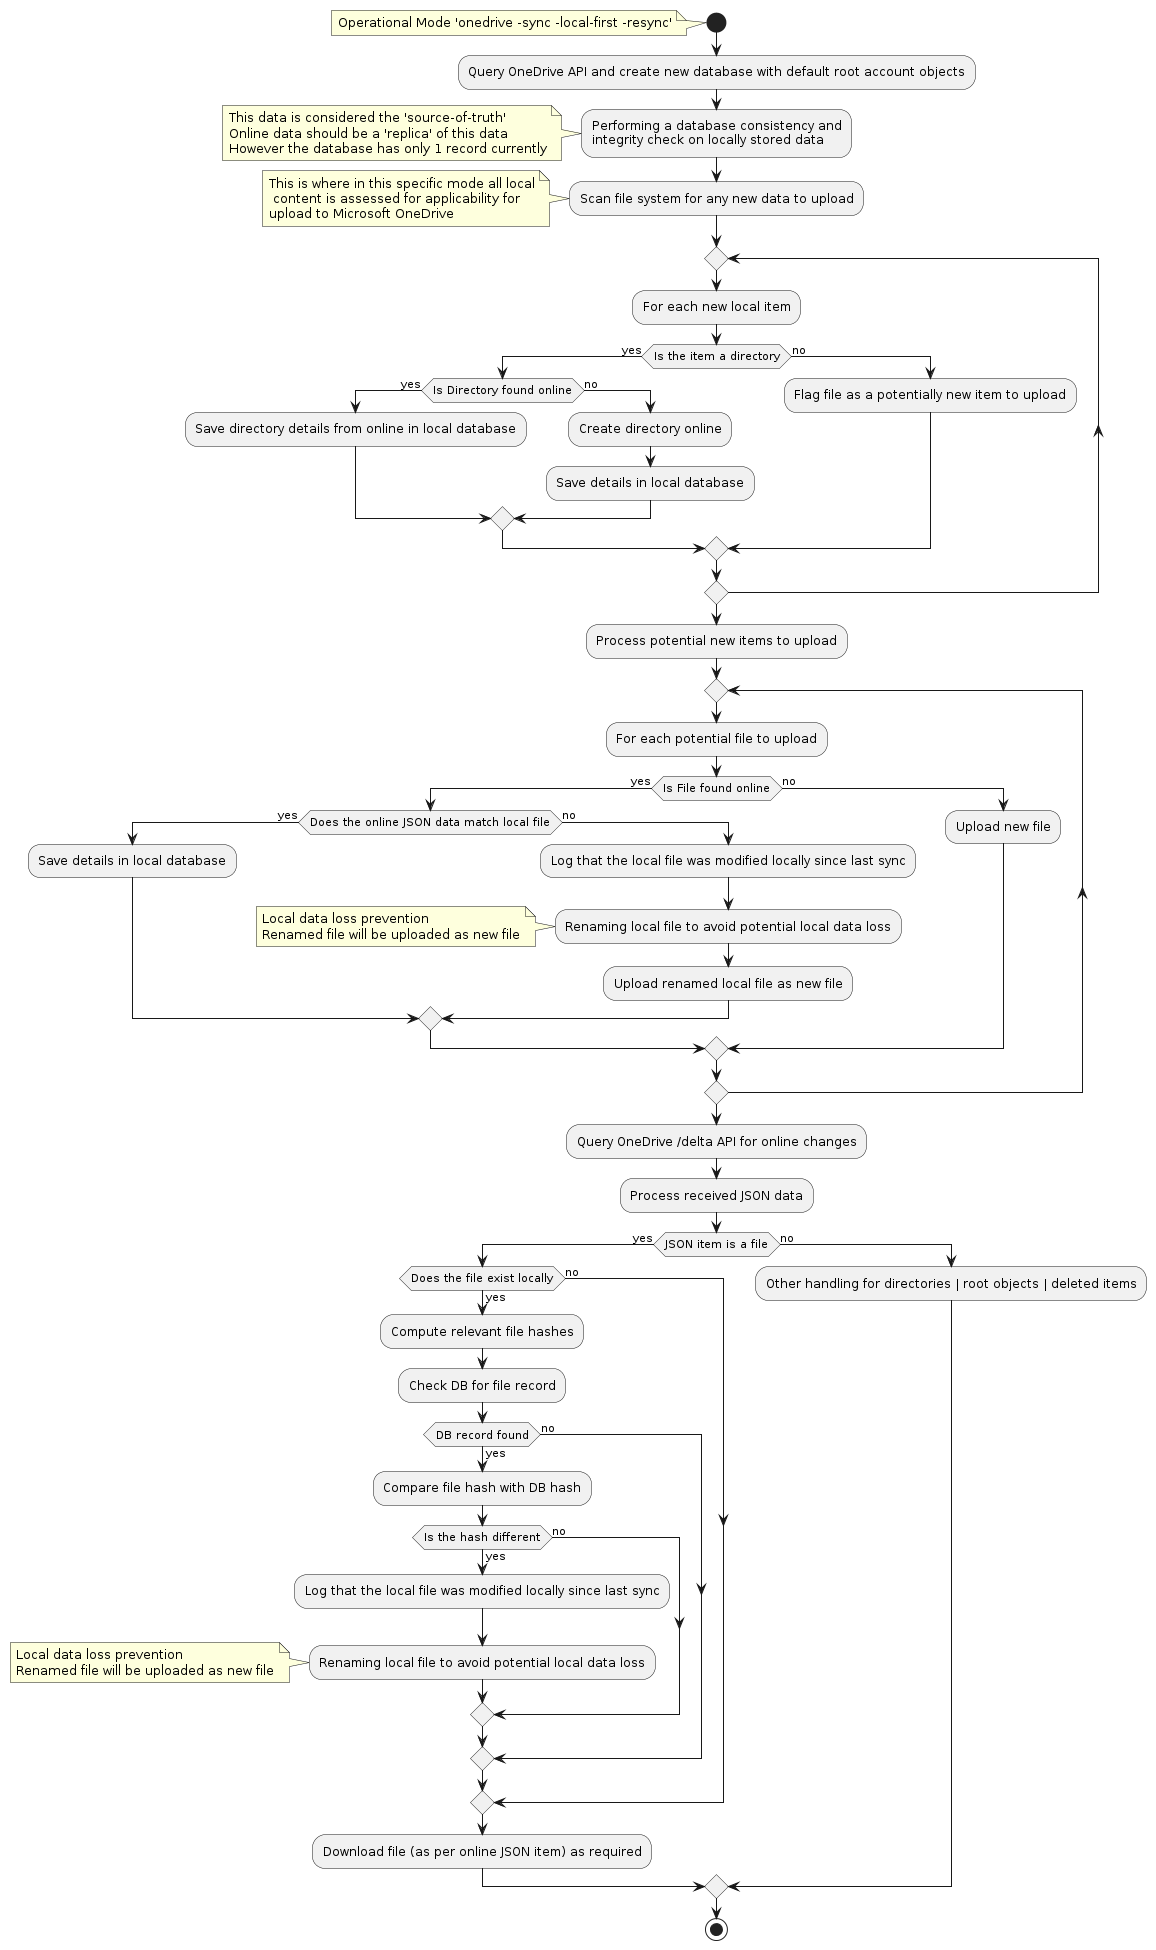 Operational Mode 'onedrive -sync -local-first -resync'
Query OneDrive API and create new database with default root account objects
This data is considered the 'source-of-truth'
Online data should be a 'replica' of this data
However the database has only 1 record currently
Performing a database consistency and
integrity check on locally stored data
This is where in this specific mode all local
content is assessed for applicability for
upload to Microsoft OneDrive
Scan file system for any new data to upload
For each new local item
yes
Is the item a directory
no
yes
Is Directory found online
no
Flag file as a potentially new item to upload
Save directory details from online in local database
Create directory online
Save details in local database
Process potential new items to upload
For each potential file to upload
yes
Is File found online
no
yes
Does the online JSON data match local file
no
Upload new file
Save details in local database
Log that the local file was modified locally since last sync
Local data loss prevention
Renamed file will be uploaded as new file
Renaming local file to avoid potential local data loss
Upload renamed local file as new file
Query OneDrive /delta API for online changes
Process received JSON data
yes
JSON item is a file
no
Does the file exist locally
no
yes
Other handling for directories | root objects | deleted items
Compute relevant file hashes
Check DB for file record
DB record found
no
yes
Compare file hash with DB hash
Is the hash different
no
yes
Log that the local file was modified locally since last sync
Local data loss prevention
Renamed file will be uploaded as new file
Renaming local file to avoid potential local data loss
Download file (as per online JSON item) as required